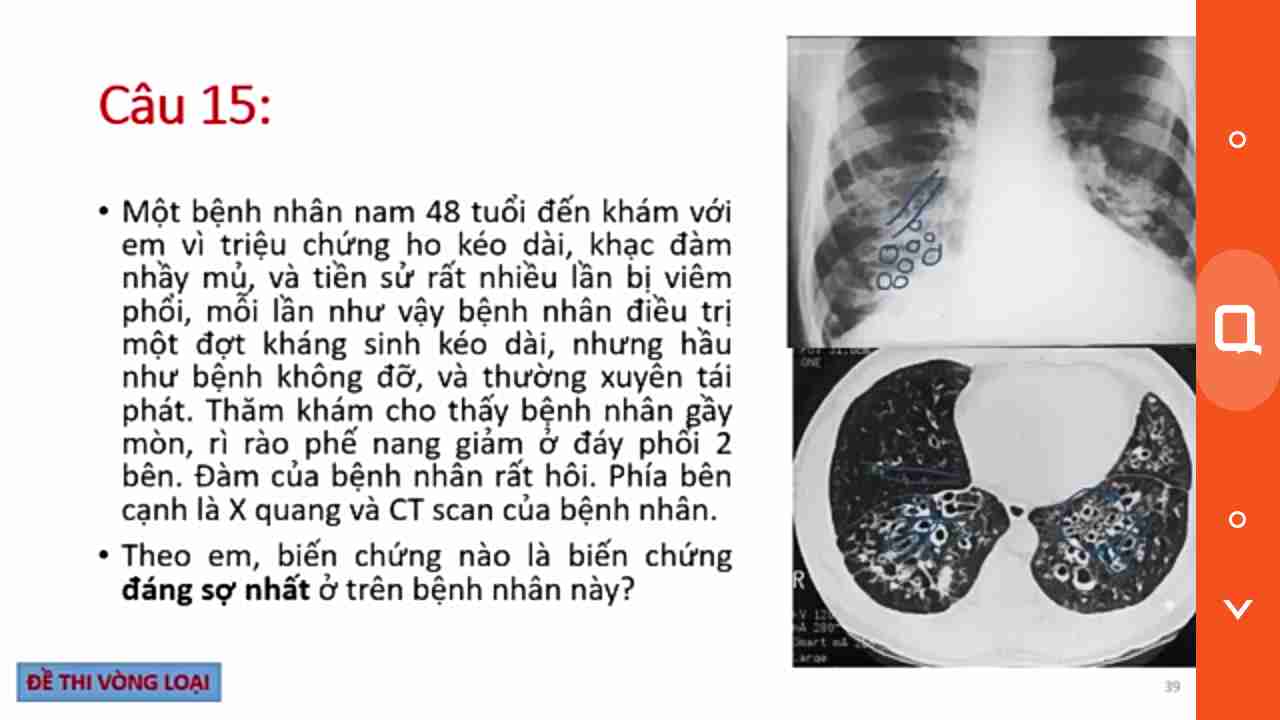 Câu 15:
• Một bệnh nhân nam 48 tuổi đến khám với
em vì triệu chứng ho kéo dài, khạc đàm
nhầy mủ, và tiền sử rất nhiều lần bị viêm
phổi, mỗi lần như vậy bệnh nhân điều trị
một đợt kháng sinh kéo dài, nhưng hầu
như bệnh không đỡ, và thường xuyên tái
phát. Thăm khám cho thấy bệnh nhân gầy
mòn, rì rào phế nang giảm ở đáy phổi 2
bên. Đàm của bệnh nhân rất hôi. Phía bên
cạnh là X quang và CT scan của bệnh nhân.
• Theo em, biến chứng nào là biến chứng
đáng sợ nhất ở trên bệnh nhân này?
ONE
R
ĐỀ THI VÒNG LOẠI
39